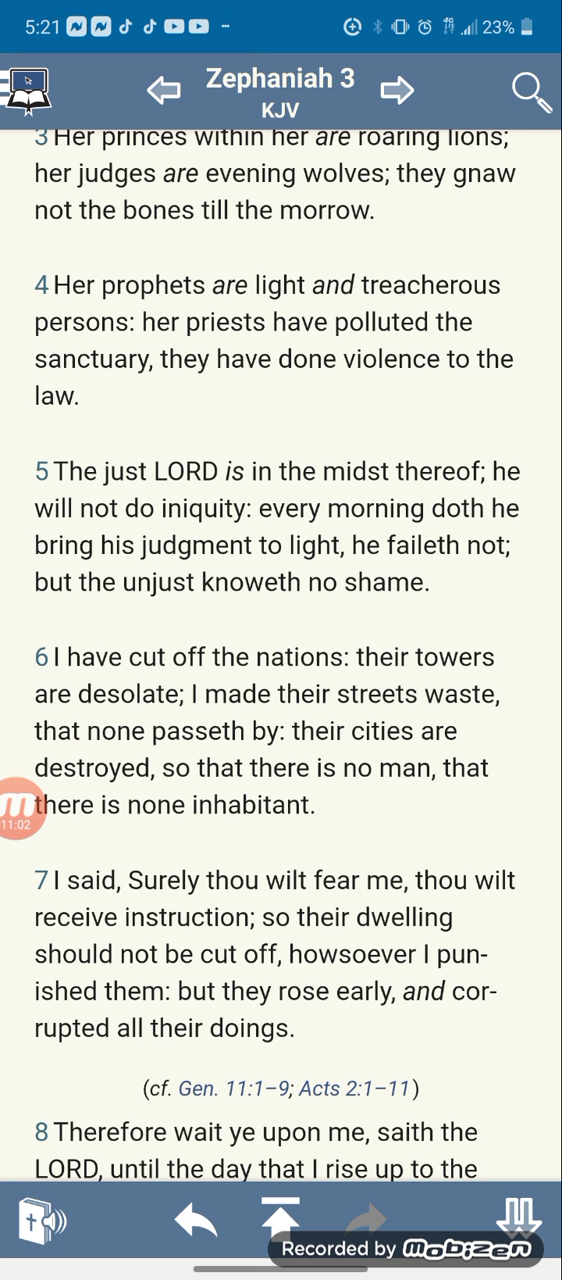 5:21
4G
23%
Zephaniah 3
KJV
3 Her princes within her are roaring lions;
her judges are evening wolves; they gnaw
not the bones till the morrow.
4 Her prophets are light and treacherous
persons: her priests have polluted the
sanctuary, they have done violence to the
law.
5 The just LORD is in the midst thereof; he
will not do iniquity: every morning doth he
bring his judgment to light, he faileth not;
but the unjust knoweth no shame.
6 I have cut off the nations: their towers
are desolate; I made their streets waste,
that none passeth by: their cities are
destroyed, so that there is no man, that
there is none inhabitant.
11:02
7 I said, Surely thou wilt fear me, thou wilt
receive instruction; so their dwelling
should not be cut off, howsoever I pun-
ished them: but they rose early, and cor-
rupted all their doings.
(cf. Gen. 11:1–9; Acts 2:1–11)
8 Therefore wait ye upon me, saith the
LORD, until the day that I rise up to the
Recorded by Mobizen